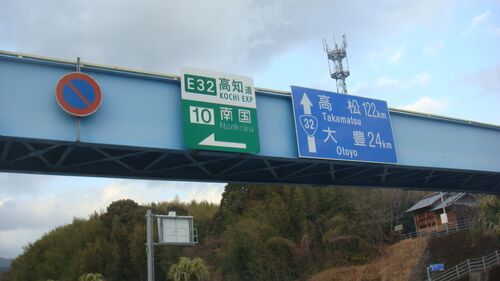 E32 高知道
KOCHI EXP
10 南国
Nankoku
高松 122km
Takamatsu
32
大豊 24km
Otoyo